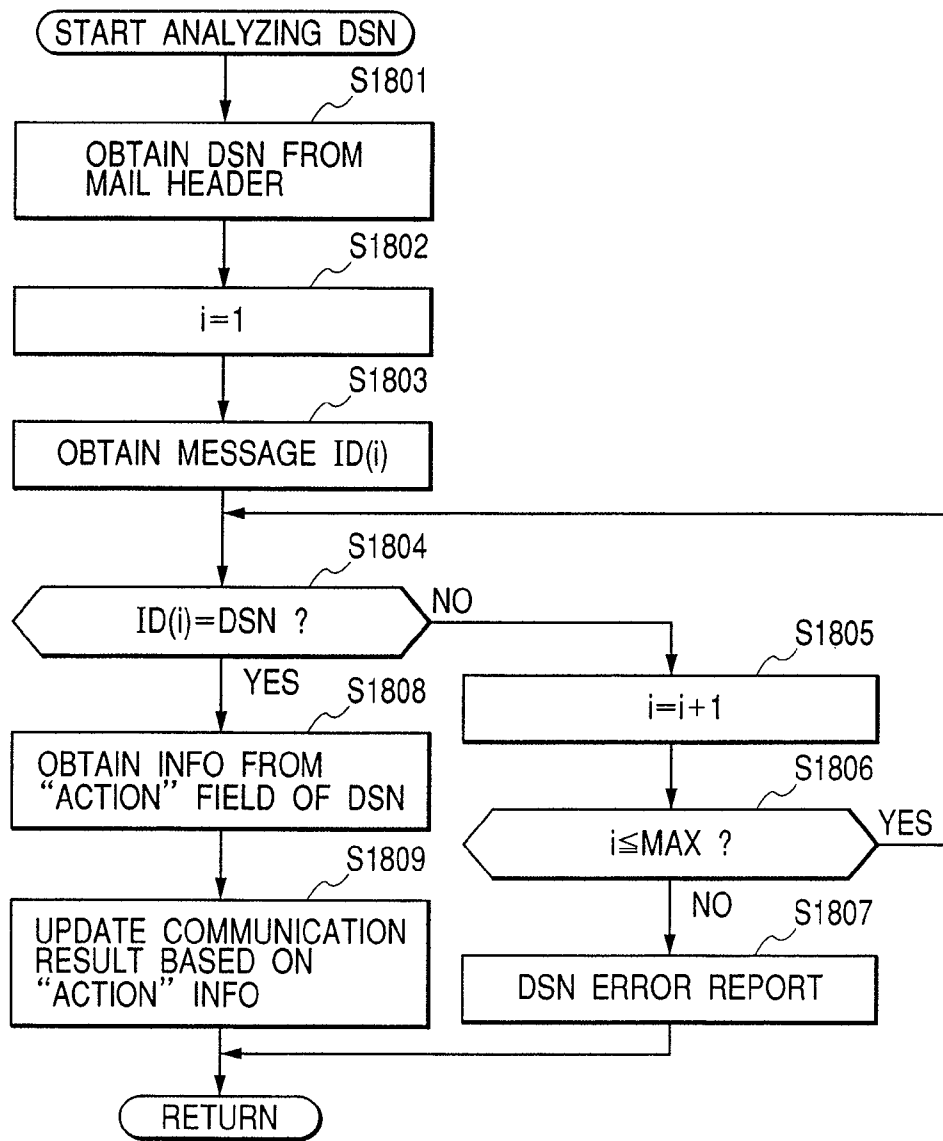 START ANALYZING DSN
S1801
OBTAIN DSN FROM
MAIL HEADER
S1802
i=1
S1803
OBTAIN MESSAGE ID(i)
S1804
ID(i)=DSN ?
NO
YES
S1805
i=i+1
S1806
i≦MAX ?
YES
NO
S1807
DSN ERROR REPORT
S1808
OBTAIN INFO FROM
“ACTION” FIELD OF DSN
S1809
UPDATE COMMUNICATION
RESULT BASED ON
“ACTION” INFO
RETURN